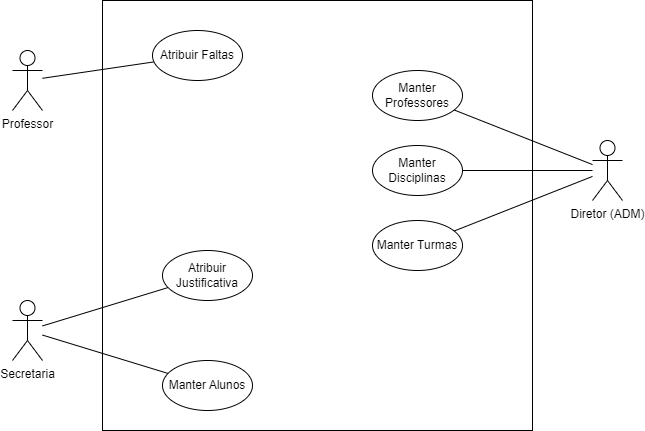 Atribuir Faltas
Professor
Manter
Professores
Manter
Disciplinas
Diretor (ADM)
Manter Turmas
Atribuir
Justificativa
Secretaria
Manter Alunos